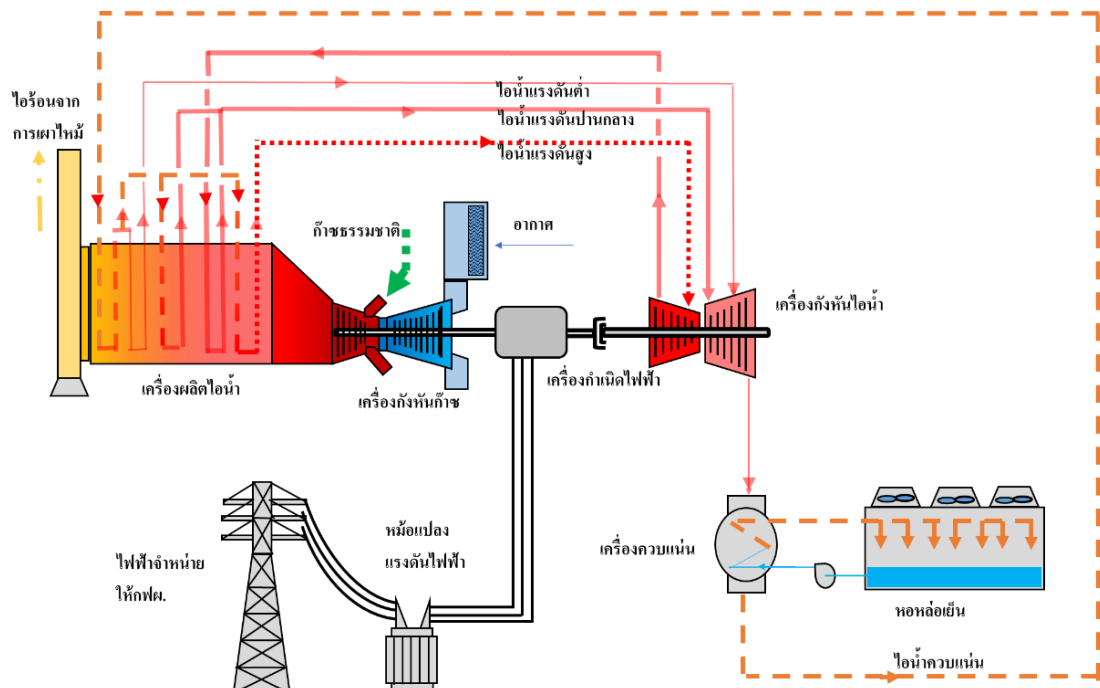 ไอร้อนจาก
การเผาไหม้
ไอน้ำแรงดันต่ำ
ไอน้ำแรงดันปานกลาง
ไอน้ำแรงดันสูง
ก๊าซธรรมชาติ
อากาศ
เครื่องกังหันไอน้ำ
เครื่องผลิตไอน้ำ
เครื่องกังหันก๊าซ
เครื่องกำเนิดไฟฟ้า
ไฟฟ้าจำหน่าย
ให้กฟผ.
หม้อแปลง
แรงดันไฟฟ้า
เครื่องควบแน่น
หอหล่อเย็น
ไอน้ำควบแน่น